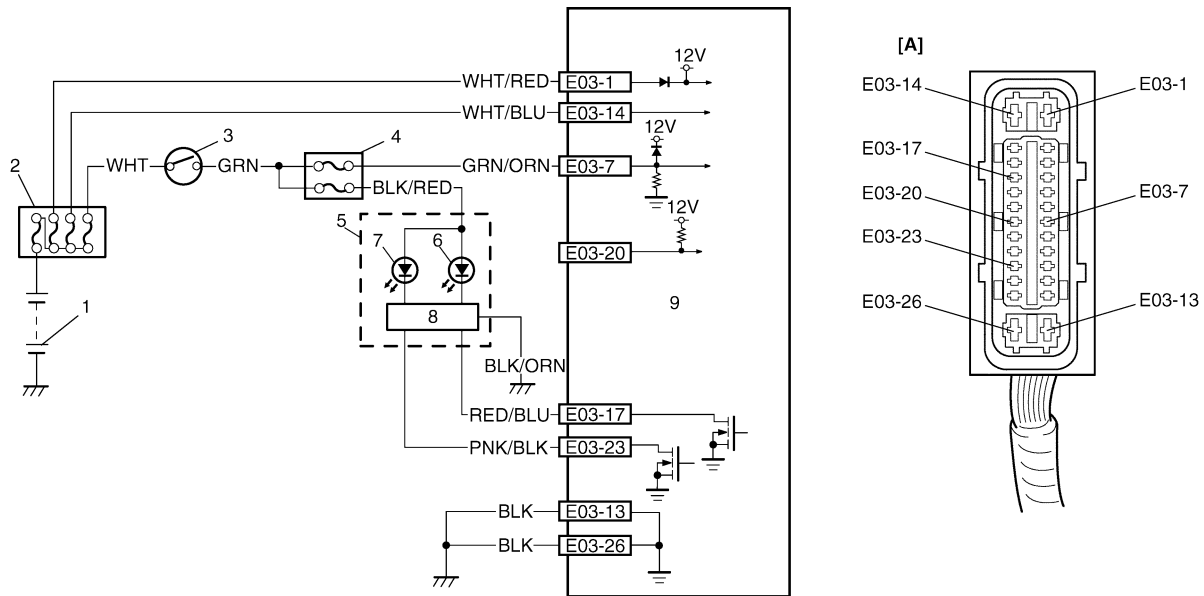 [A]
12V
WHT/RED E03-1
E03-14 E03-1
WHT/BLU E03-14
12V
3 4
E03-17
2 WHT GRN GRN/ORN E03-7
BLK/RED
E03-20 E03-7
12V
5
7 6
E03-20
E03-23
1 8 9
E03-26 E03-13
BLK/ORN
RED/BLU E03-17
PNK/BLK E03-23
BLK E03-13
BLK E03-26